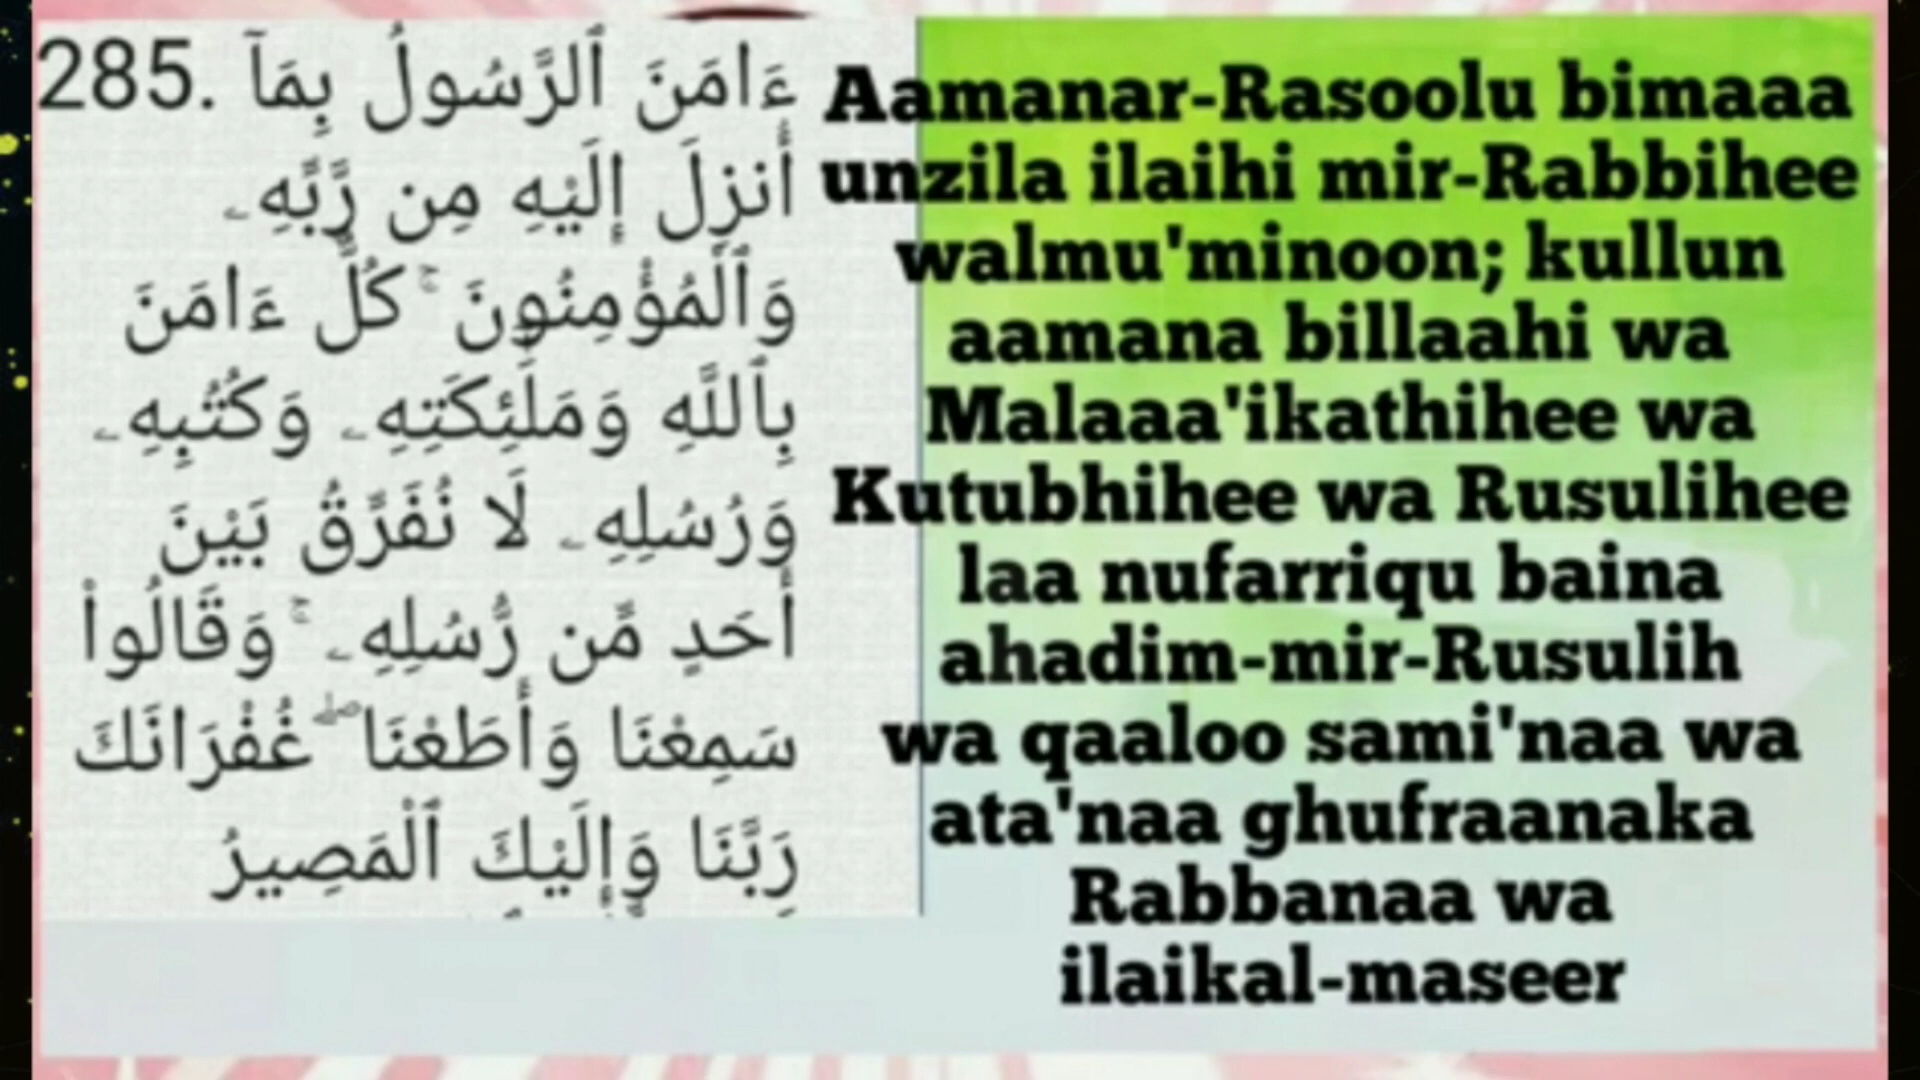 285. ءَامَنَ ٱلرَّسُولُ بِمَآ
أُنزِلَ إِلَيْهِ مِن رَّبِّهِۦ
وَٱلْمُؤْمِنُونَ ۚ كُلٌّ ءَامَنَ
بِٱللَّهِ وَمَلَٰٓئِكَتِهِۦ وَكُتُبِهِۦ
وَرُسُلِهِۦ لَا نُفَرِّقُ بَيْنَ
أَحَدٍ مِّن رُّسُلِهِۦ ۚ وَقَالُوا۟
سَمِعْنَا وَأَطَعْنَا ۖ غُفْرَانَكَ
رَبَّنَا وَإِلَيْكَ ٱلْمَصِيرُ
Aamanar-Rasoolu bimaaa
unzila ilaihi mir-Rabbihee
walmu'minoon; kullun
aamana billaahi wa
Malaaa'ikathihee wa
Kutubhihee wa Rusulihee
laa nufarriqu baina
ahadim-mir-Rusulih
wa qaaloo sami'naa wa
ata'naa ghufraanaka
Rabbanaa wa
ilaikal-maseer